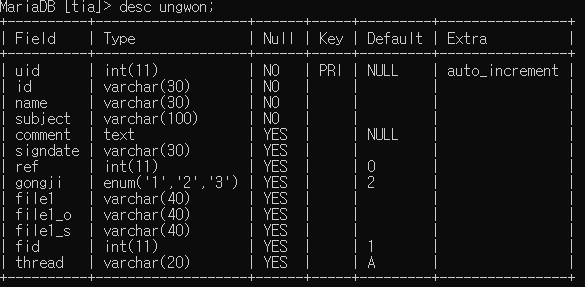 MariaDB [tia]> desc ungwon;
+----------+-------------------+------+-----+---------+----------------+
| Field | Type | Null | Key | Default | Extra |
+----------+-------------------+------+-----+---------+----------------+
| uid | int(11) | NO | PRI | NULL | auto_increment |
| id | varchar(30) | NO | | | |
| name | varchar(30) | NO | | | |
| subject | varchar(100) | NO | | | |
| comment | text | YES | | NULL | |
| signdate | varchar(30) | YES | | | |
| ref | int(11) | YES | | 0 | |
| gongji | enum('1','2','3') | YES | | 2 | |
| file1 | varchar(40) | YES | | | |
| file1_o | varchar(40) | YES | | | |
| file1_s | varchar(40) | YES | | | |
| fid | int(11) | YES | | 1 | |
| thread | varchar(20) | YES | | A | |
+----------+-------------------+------+-----+---------+----------------+